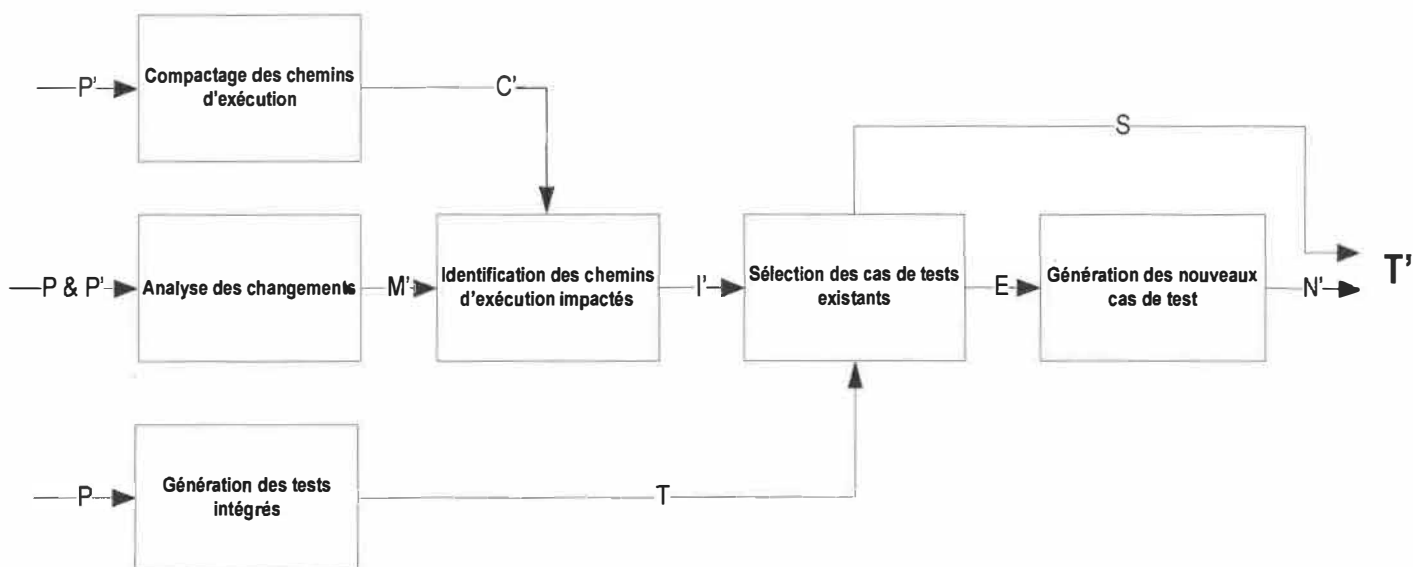 P'
Compactage des chemins
d'exécution
C'
S
P & P'
Analyse des changements
M'
Identification des chemins
d'exécution impactés
I'
Sélection des cas de tests
existants
E
Génération des nouveaux
cas de test
N'
T'
P
Génération des tests
intégrés
T